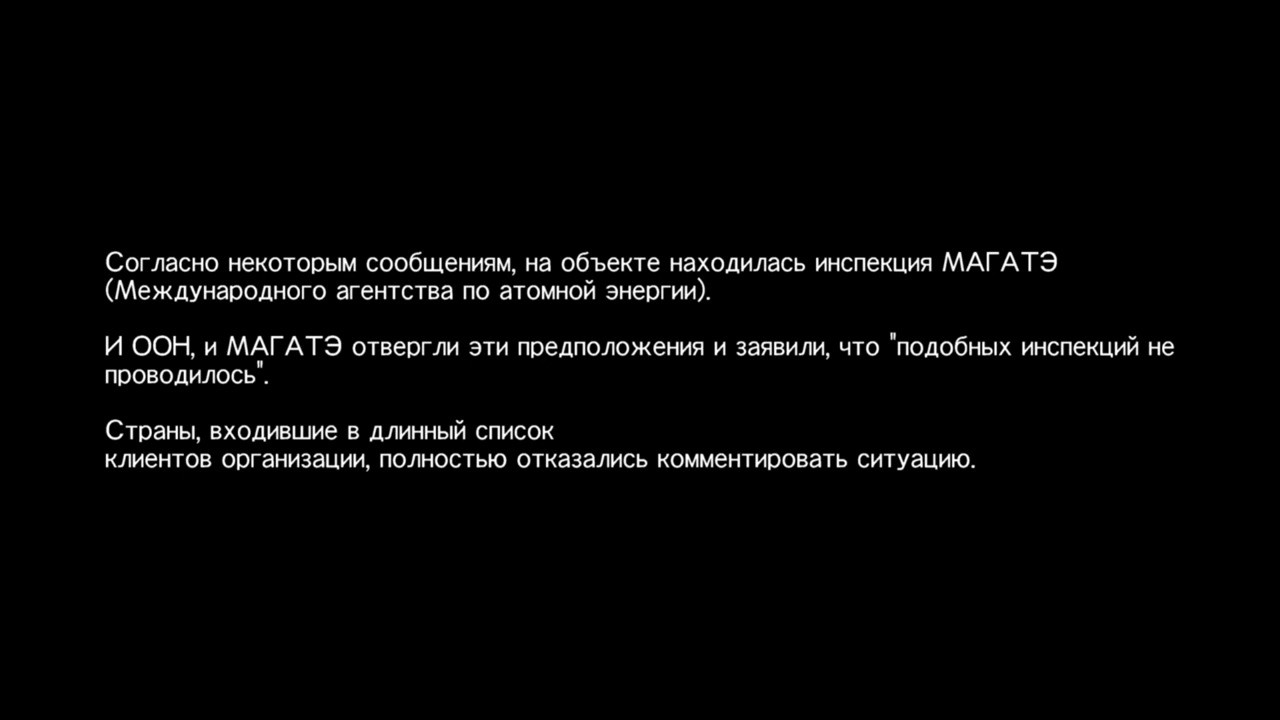 Согласно некоторым сообщениям, на объекте находилась инспекция МАГАТЭ
(Международного агентства по атомной энергии).
И ООН, и МАГАТЭ отвергли эти предположения и заявили, что "подобных инспекций не
проводилось".
Страны, входившие в длинный список
клиентов организации, полностью отказались комментировать ситуацию.